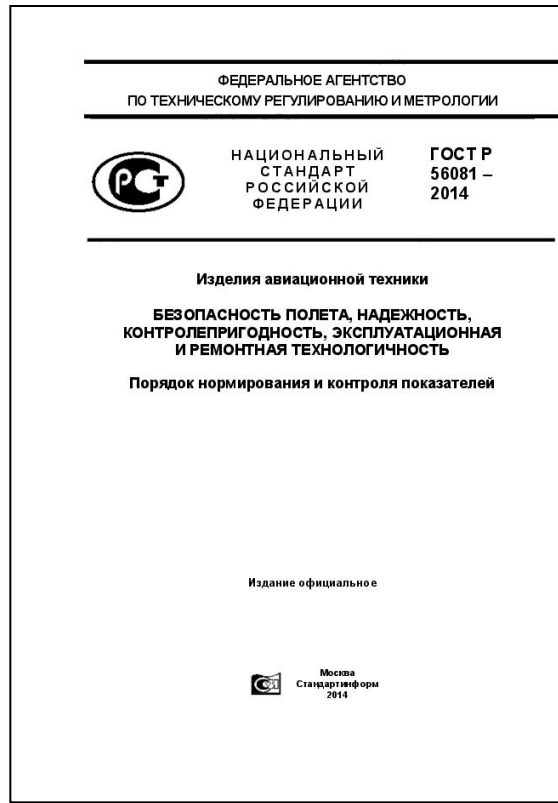 ФЕДЕРАЛЬНОЕ АГЕНТСТВО
ПО ТЕХНИЧЕСКОМУ РЕГУЛИРОВАНИЮ И МЕТРОЛОГИИ
РСТ
НАЦИОНАЛЬНЫЙ
СТАНДАРТ
РОССИЙСКОЙ
ФЕДЕРАЦИИ
ГОСТ Р
56081 –
2014
Изделия авиационной техники
БЕЗОПАСНОСТЬ ПОЛЕТА, НАДЕЖНОСТЬ,
КОНТРОЛЕПРИГОДНОСТЬ, ЭКСПЛУАТАЦИОННАЯ
И РЕМОНТНАЯ ТЕХНОЛОГИЧНОСТЬ
Порядок нормирования и контроля показателей
Издание официальное
Москва
Стандартинформ
2014